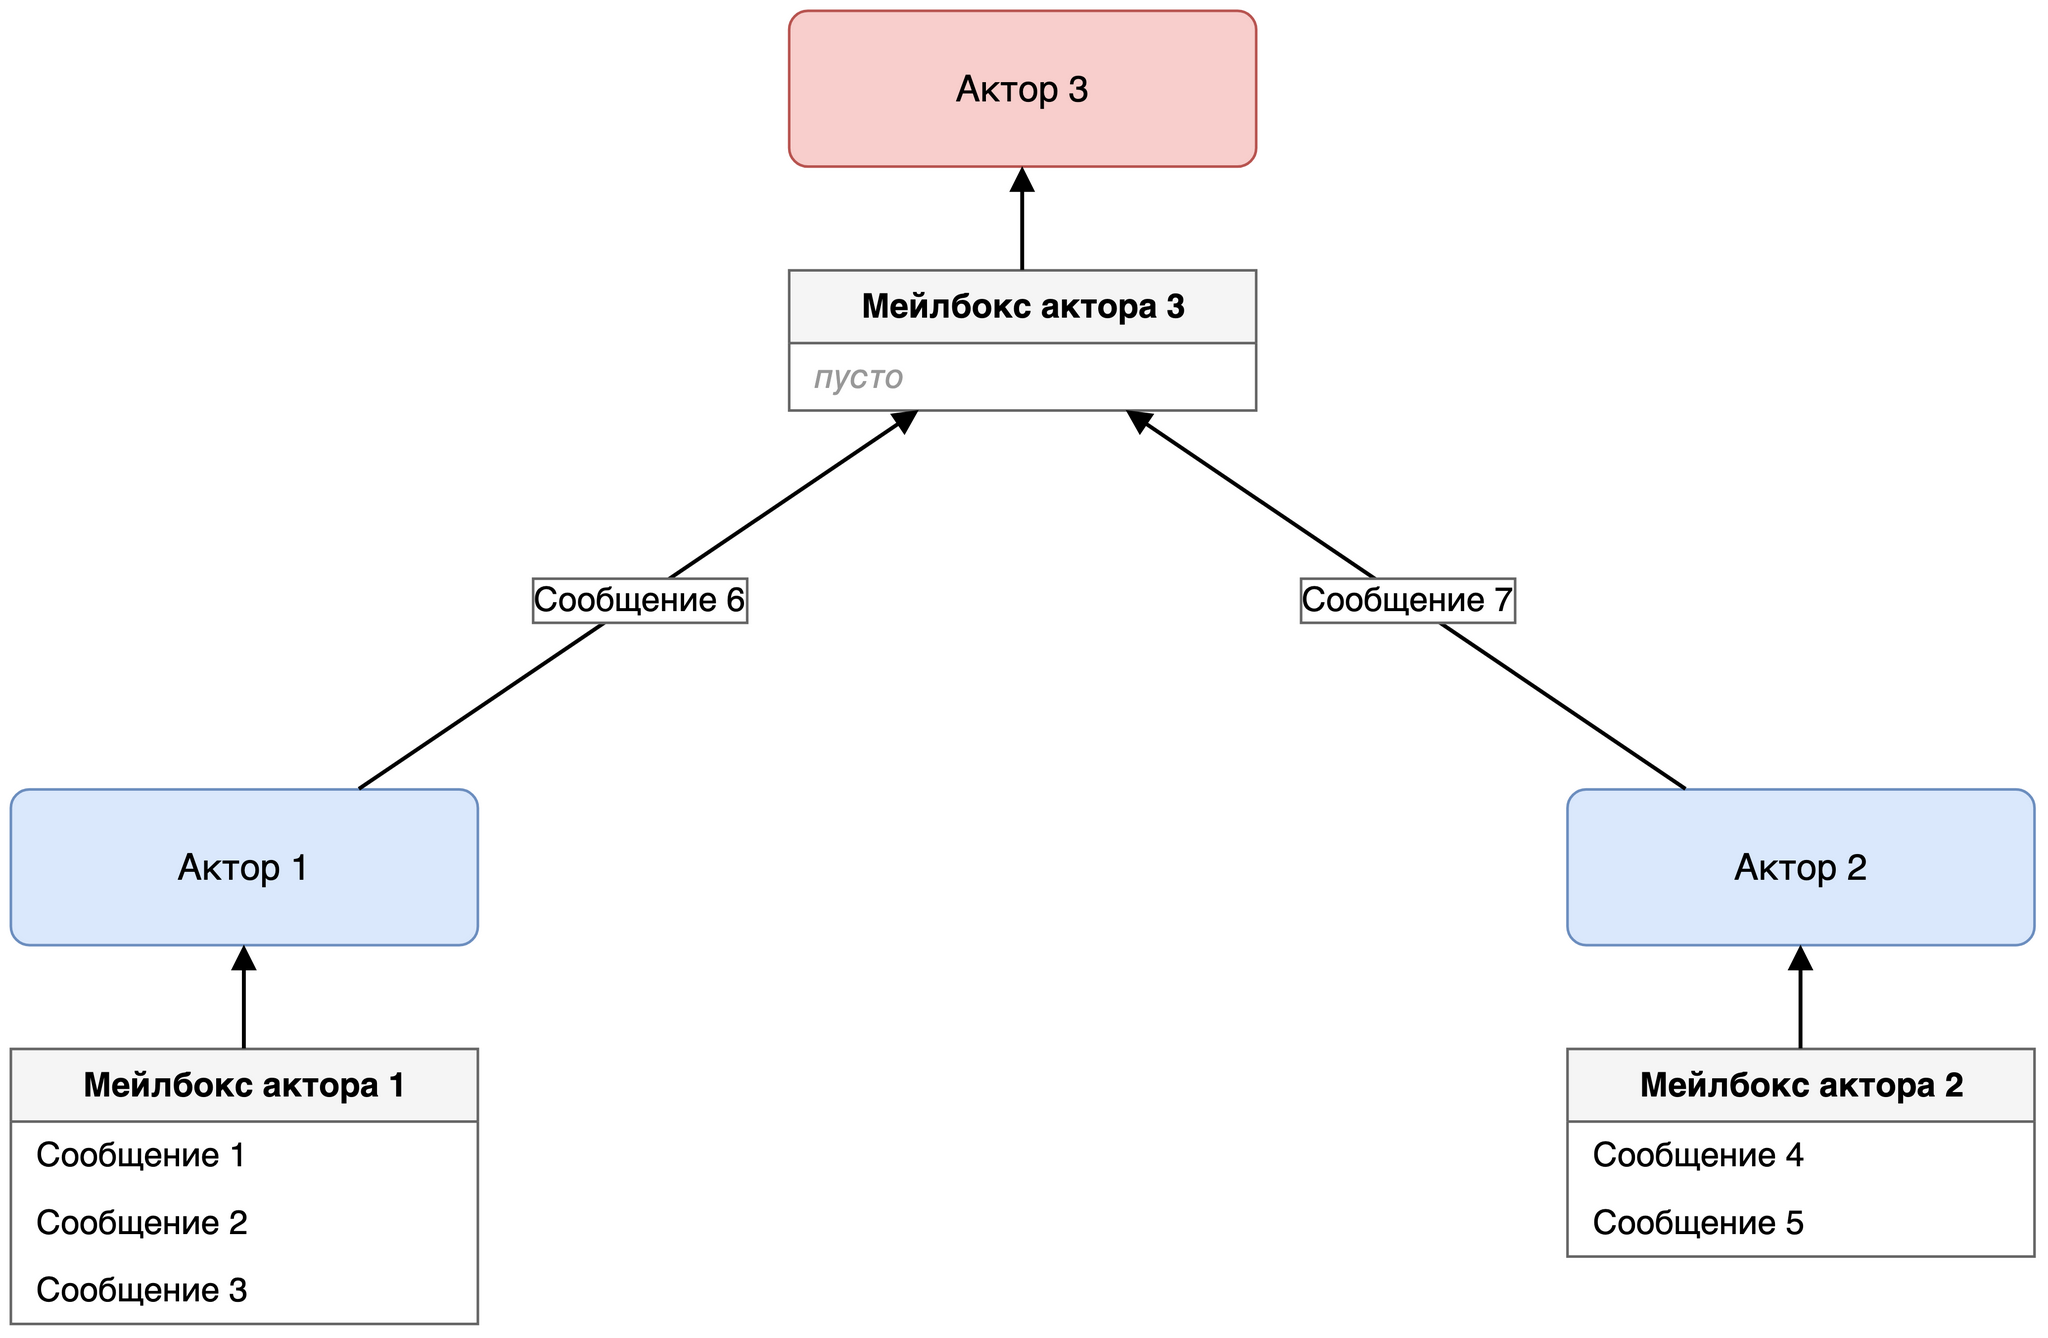 Актор 3
Мейлбокс актора 3
пусто
Сообщение 6
Сообщение 7
Актор 1
Актор 2
Мейлбокс актора 1
Сообщение 1
Сообщение 2
Сообщение 3
Мейлбокс актора 2
Сообщение 4
Сообщение 5